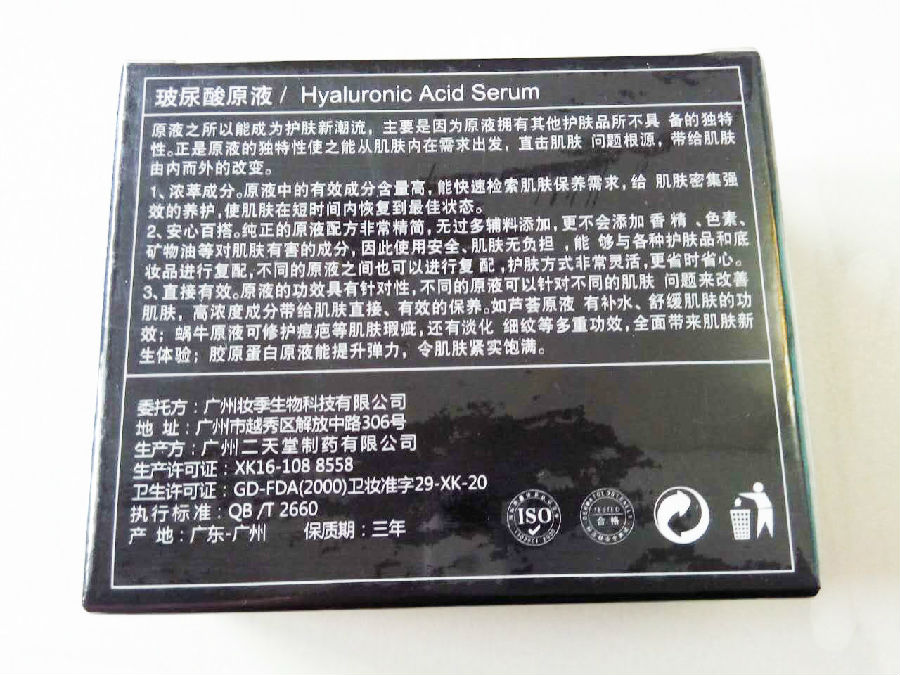 玻尿酸原液 / Hyaluronic Acid Serum
原液之所以能成为护肤新潮流，主要是因为原液拥有其他护肤品所不具 备的独特
性。正是原液的独特性使之能从肌肤内在需求出发，直击肌肤 问题根源，带给肌肤
由内而外的改变。
1、浓萃成分。原液中的有效成分含量高，能快速检索肌肤保养需求，给 肌肤密集强
效的养护，使肌肤在短时间内恢复到最佳状态。
2、安心百搭。纯正的原液配方非常精简，无过多辅料添加，更不会添加 香 精 、色素、
矿物油等对肌肤有害的成分，因此使用安全、肌肤无负担 ，能 够与各种护肤品和底
妆品进行复配，不同的原液之间也可以进行复 配 ，护肤方式非常灵活，更省时省心。
3、直接有效。原液的功效具有针对性，不同的原液可以针对不同的肌肤 问题来改善
肌肤，高浓度成分带给肌肤直接、有效的保养。如芦荟原液 有补水、舒缓肌肤的功
效；蜗牛原液可修护痘疤等肌肤瑕疵，还有淡化 细纹等多重功效，全面带来肌肤新
生体验；胶原蛋白原液能提升弹力，令肌肤紧实饱满。
委托方：广州妆季生物科技有限公司
地 址：广州市越秀区解放中路306号
生产方：广州二天堂制药有限公司
生产许可证：XK16-108 8558
卫生许可证：GD-FDA(2000)卫妆准字29-XK-20
执行标准：QB/T 2660
产 地：广东-广州 保质期：三年
ISO
TESTED
合格